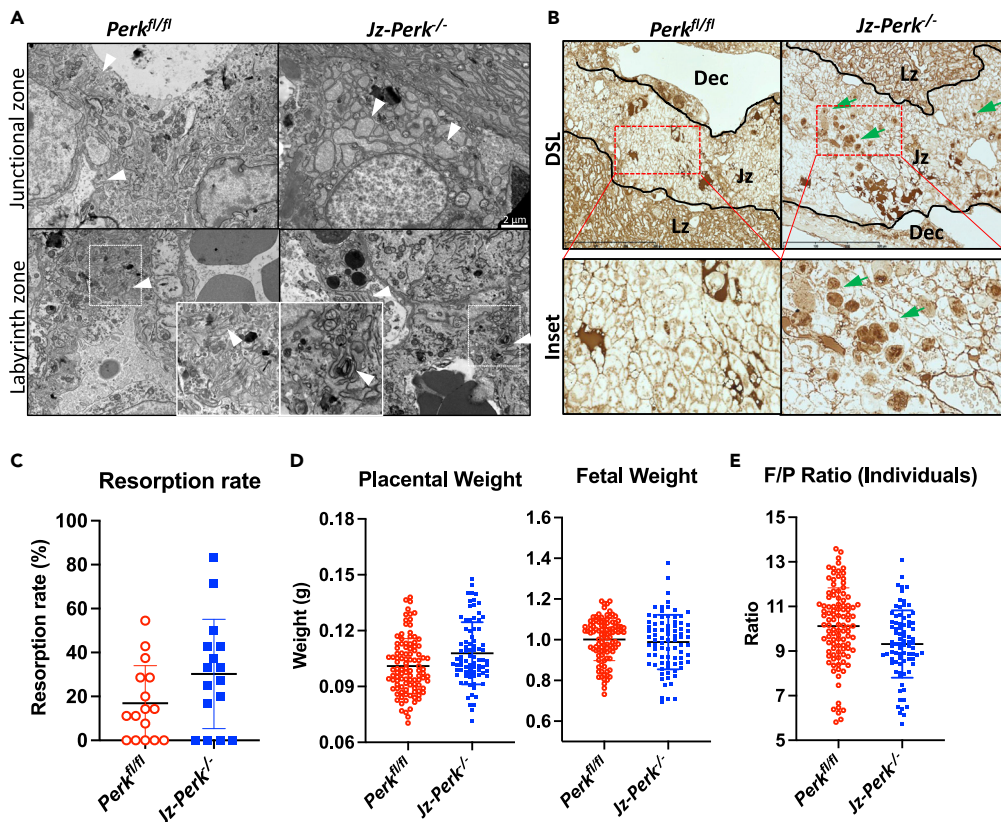 A
Perk^fl/fl
Jz-Perk^-/-
Junctional zone
2 µm
Labyrinth zone
B
Perk^fl/fl
Jz-Perk^-/-
DSL
Dec
Lz
Jz
Jz
Lz
Dec
Inset
C
Resorption rate
Resorption rate (%)
100
80
60
40
20
0
Perk^fl/fl
Jz-Perk^-/-
D
Placental Weight
Weight (g)
0.18
0.15
0.12
0.09
0.06
Perk^fl/fl
Jz-Perk^-/-
Fetal Weight
1.6
1.4
1.2
1.0
0.8
0.6
Perk^fl/fl
Jz-Perk^-/-
E
F/P Ratio (Individuals)
Ratio
15
13
11
9
7
5
Perk^fl/fl
Jz-Perk^-/-